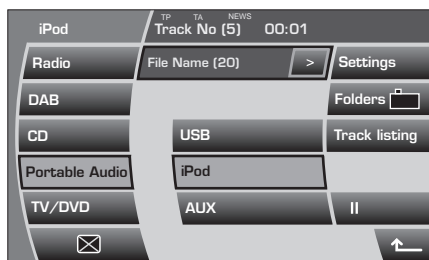 TP TA NEWS
iPod Track No (5) 00:01
Radio File Name (20) > Settings
DAB Folders
CD USB Track listing
Portable Audio iPod
TV/DVD AUX II